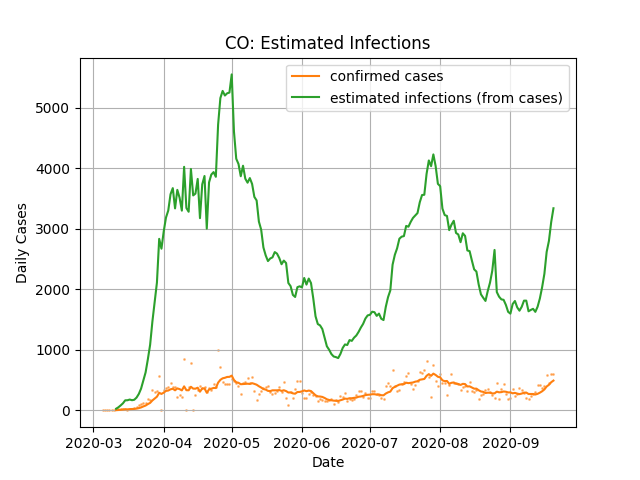 CO: Estimated Infections
confirmed cases
estimated infections (from cases)
Daily Cases
5000
4000
3000
2000
1000
0
2020-03 2020-04 2020-05 2020-06 2020-07 2020-08 2020-09
Date